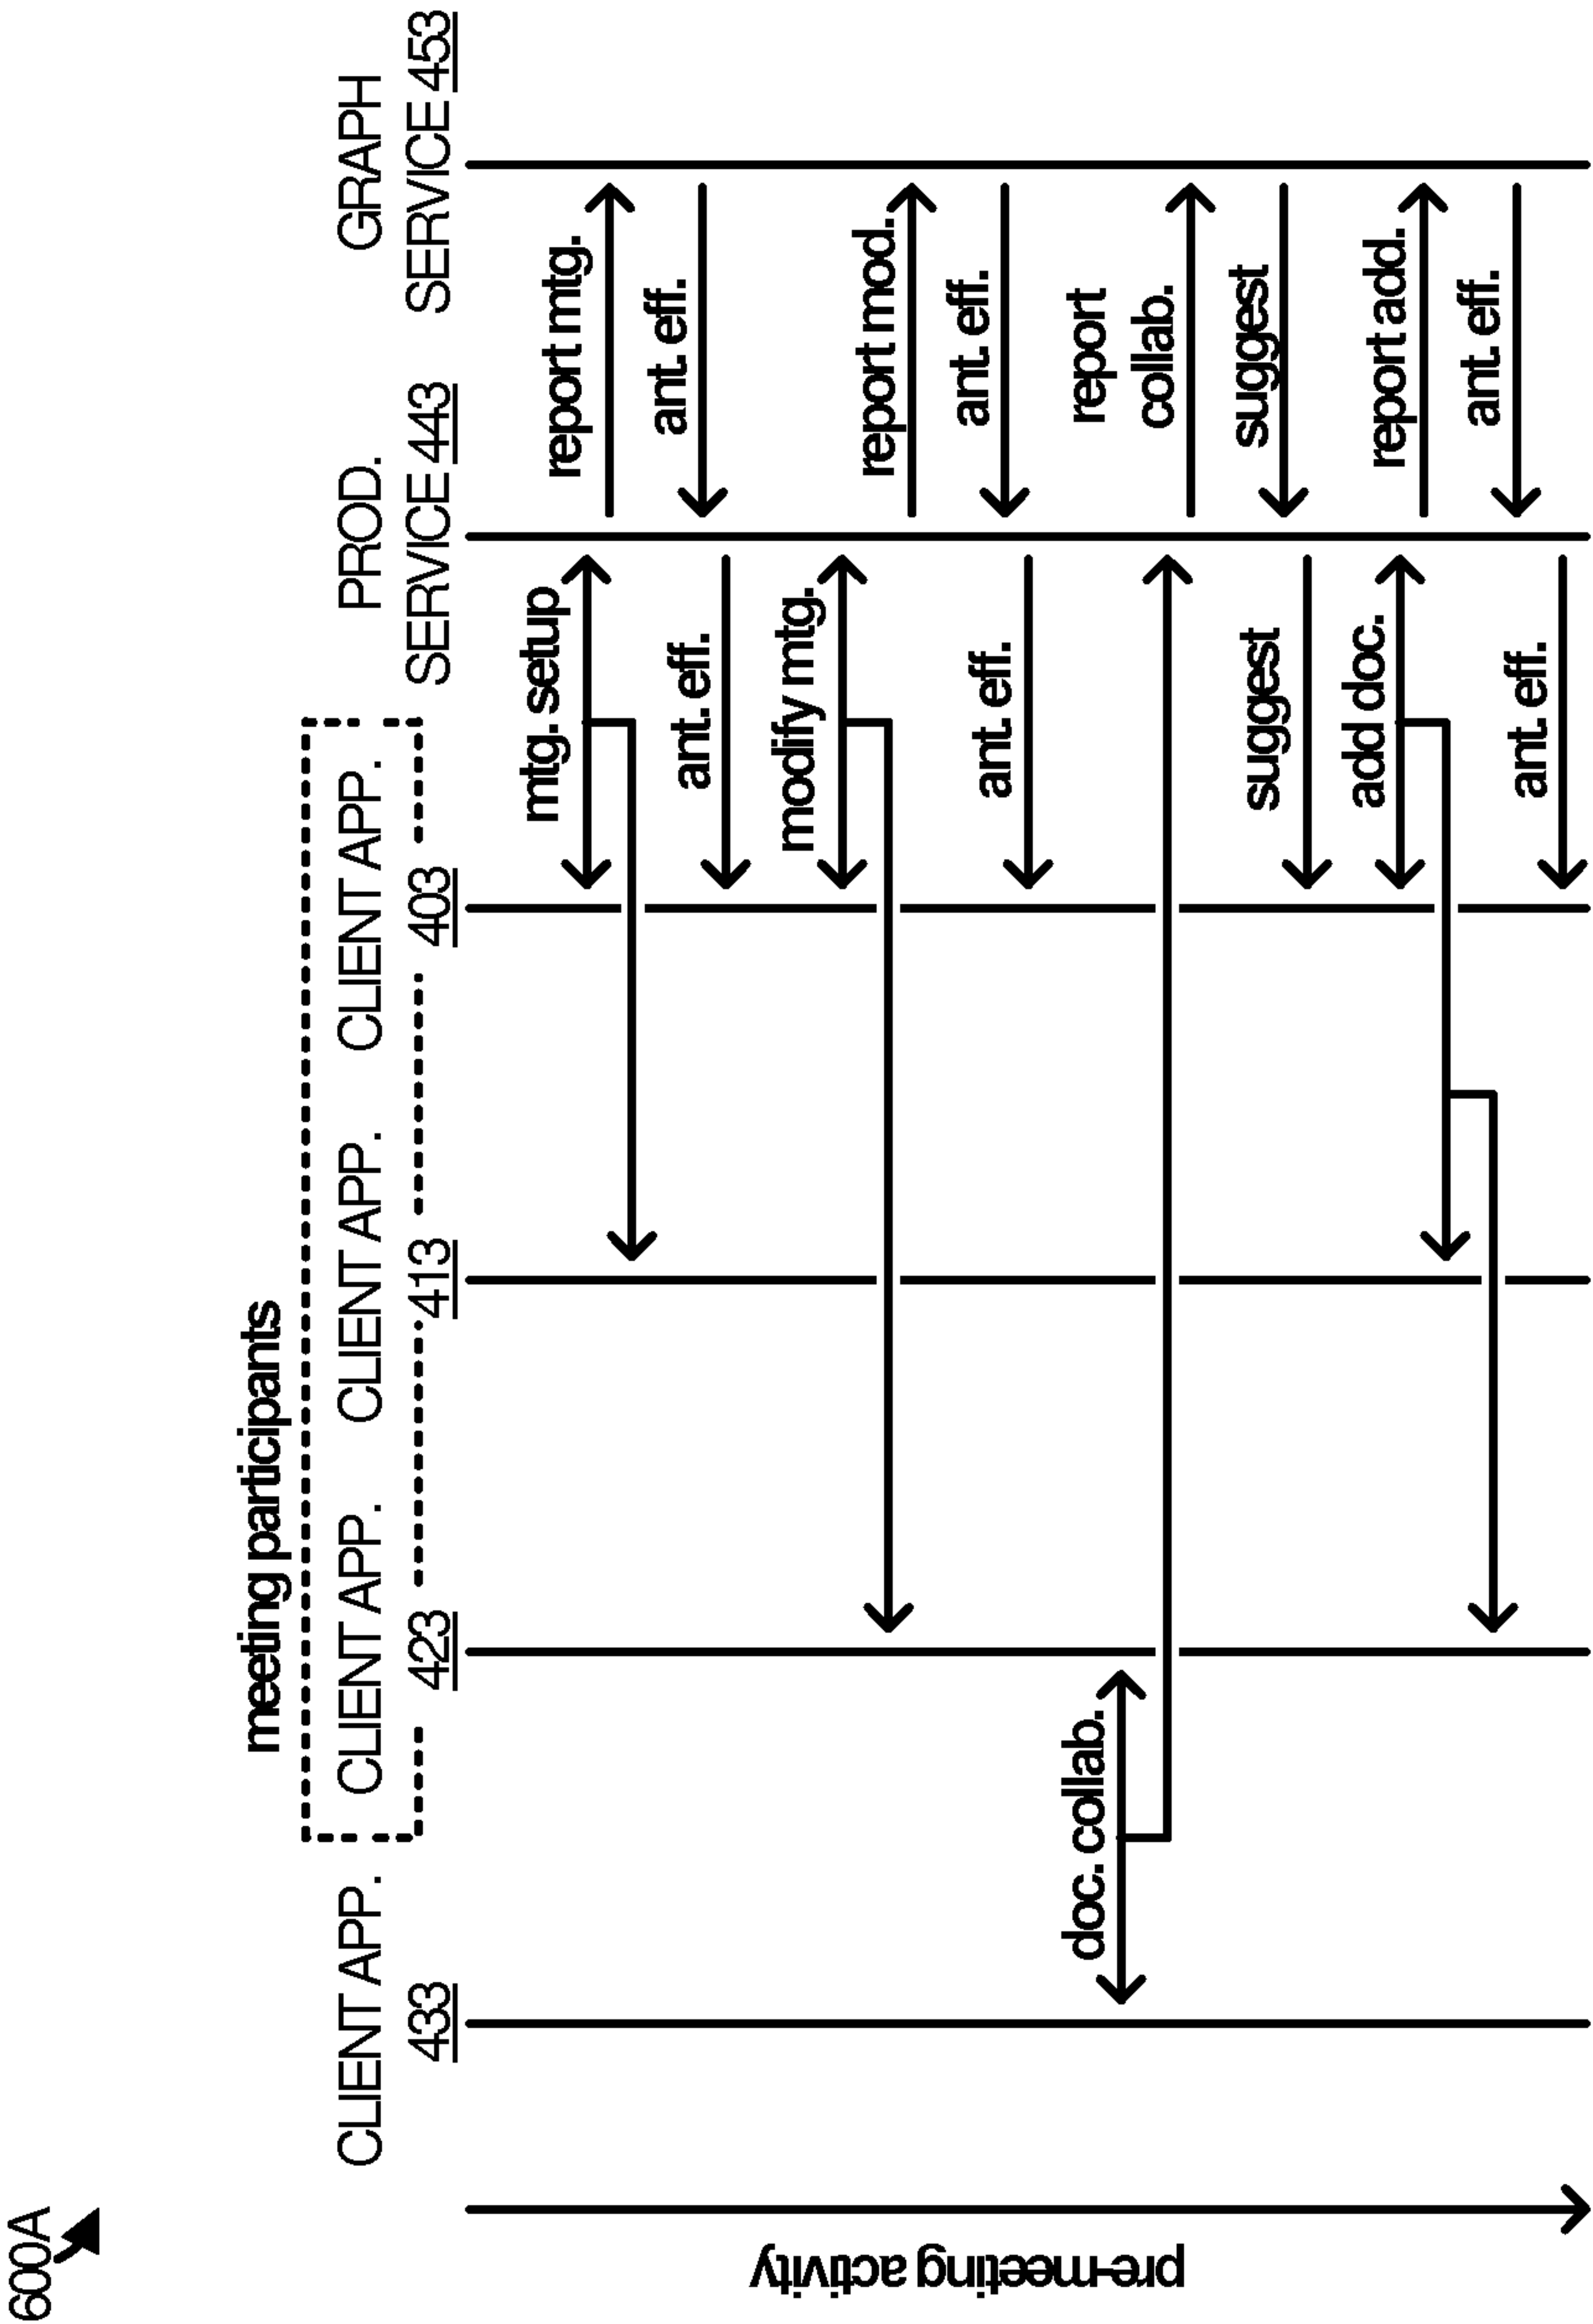 600A
meeting participants
CLIENT APP.
433
CLIENT APP.
423
CLIENT APP.
413
CLIENT APP.
403
PROD.
SERVICE 443
GRAPH
SERVICE 453
pre-meeting activity
mtg. setup
report mtg.
ant. eff.
ant. eff.
modify mtg.
report mod.
ant. eff.
ant. eff.
doc. collab.
report
collab.
suggest
suggest
add doc.
report add.
ant. eff.
ant. eff.